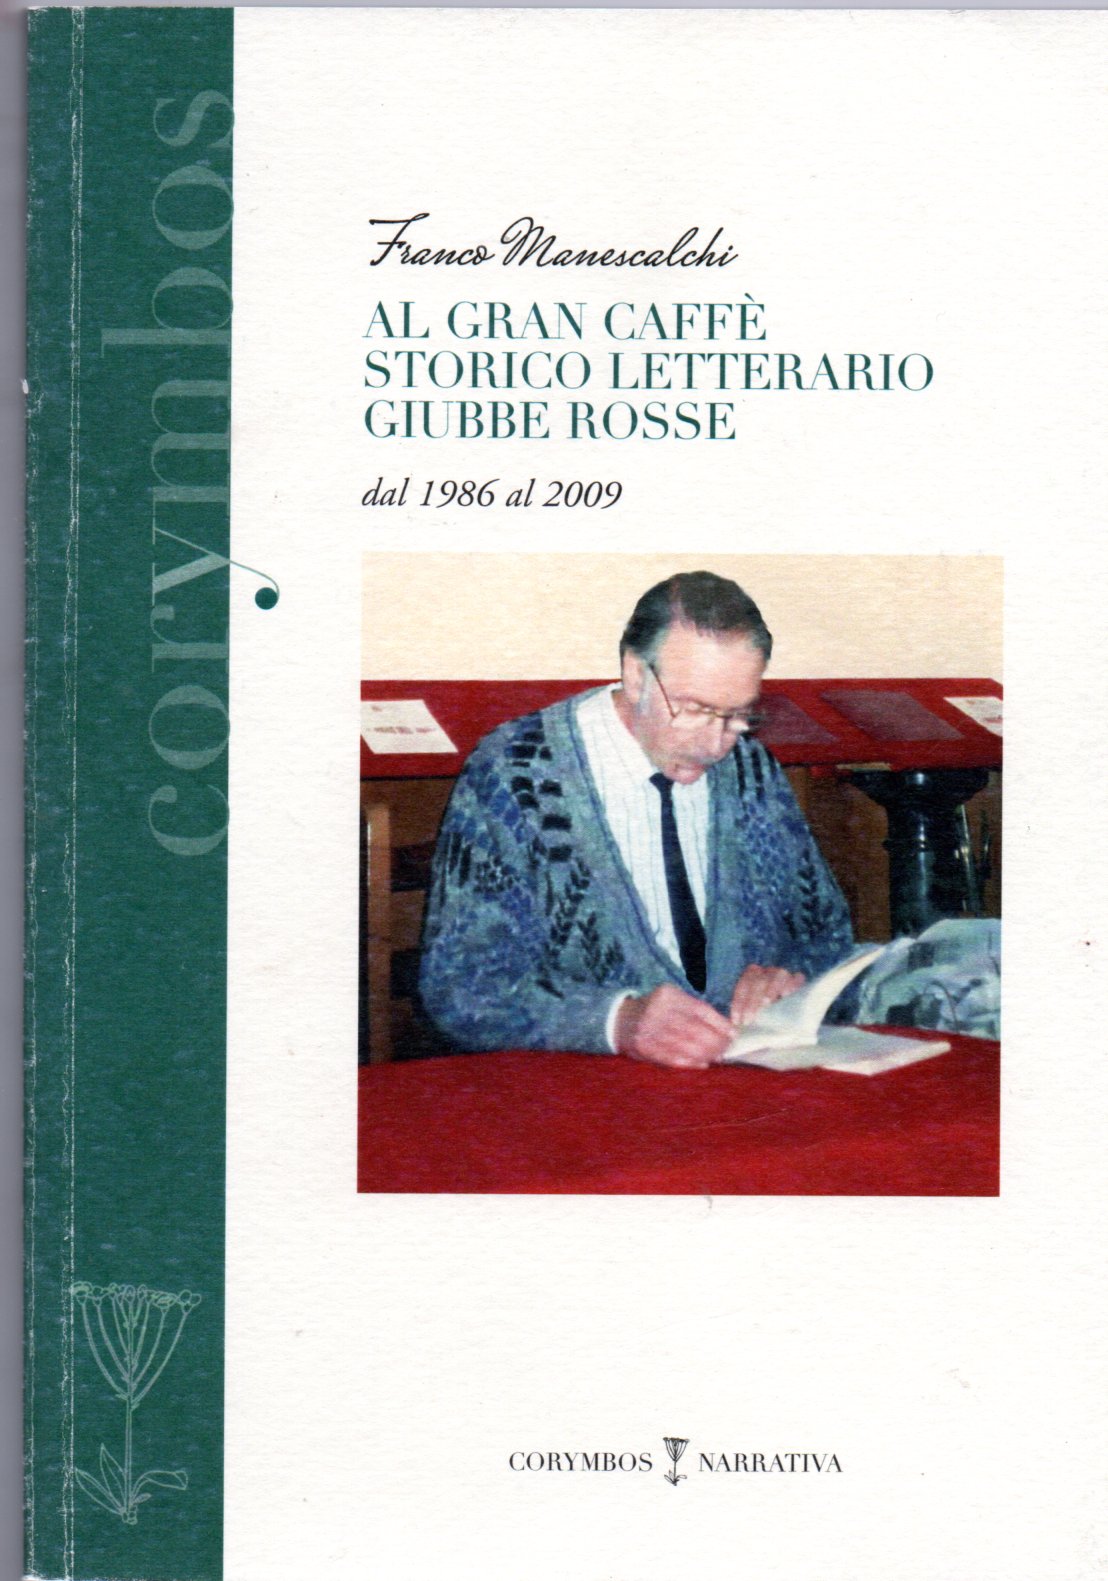 corymbos
Franco Manescalchi
AL GRAN CAFFÈ
STORICO LETTERARIO
GIUBBE ROSSE
dal 1986 al 2009
CORYMBOS NARRATIVA